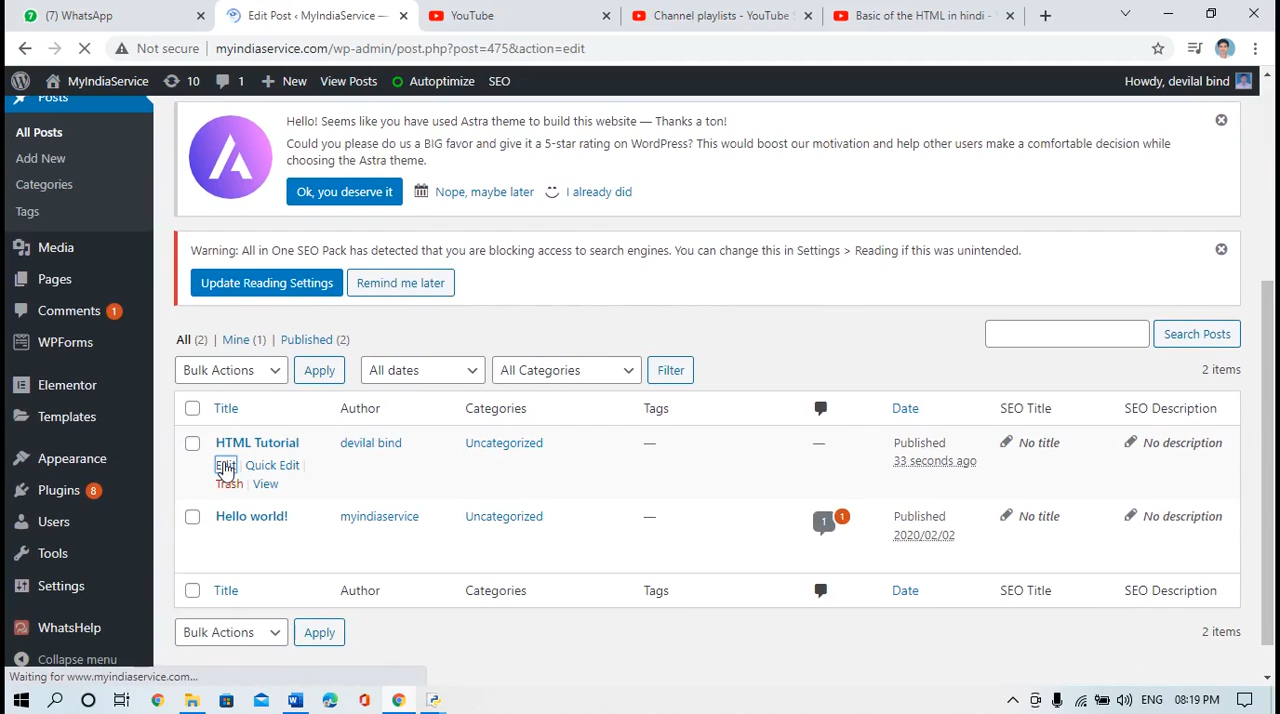 (7) WhatsApp
Edit Post ‹ MyIndiaService —
YouTube
Channel playlists - YouTube S
Basic of the HTML in hindi -
Not secure
myindiaservice.com/wp-admin/post.php?post=475&action=edit
MyIndiaService
10
1
New
View Posts
Autoptimize
SEO
Howdy, devilal bind
Posts
All Posts
Add New
Categories
Tags
Media
Pages
Comments 1
WPForms
Elementor
Templates
Appearance
Plugins 8
Users
Tools
Settings
WhatsHelp
Collapse menu
Hello! Seems like you have used Astra theme to build this website — Thanks a ton!
Could you please do us a BIG favor and give it a 5-star rating on WordPress? This would boost our motivation and help other users make a comfortable decision while
choosing the Astra theme.
Ok, you deserve it
Nope, maybe later
I already did
Warning: All in One SEO Pack has detected that you are blocking access to search engines. You can change this in Settings > Reading if this was unintended.
Update Reading Settings
Remind me later
All (2) | Mine (1) | Published (2)
Search Posts
Bulk Actions
Apply
All dates
All Categories
Filter
2 items
Title
Author
Categories
Tags
Date
SEO Title
SEO Description
HTML Tutorial
devilal bind
Uncategorized
—
—
Published
33 seconds ago
No title
No description
Edit | Quick Edit |
Trash | View
Hello world!
myindiaservice
Uncategorized
—
1
1
Published
2020/02/02
No title
No description
Title
Author
Categories
Tags
Date
SEO Title
SEO Description
Bulk Actions
Apply
2 items
Waiting for www.myindiaservice.com...
ENG
08:19 PM